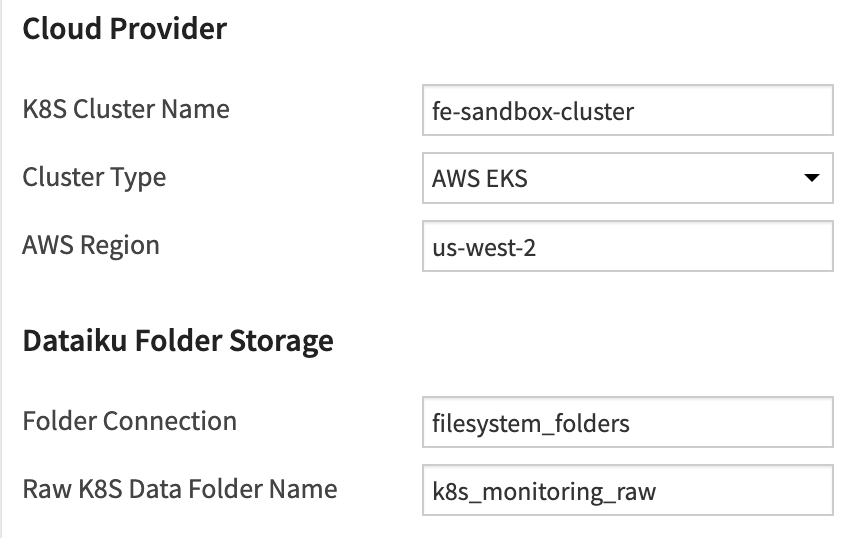 Cloud Provider
K8S Cluster Name fe-sandbox-cluster
Cluster Type AWS EKS
AWS Region us-west-2
Dataiku Folder Storage
Folder Connection filesystem_folders
Raw K8S Data Folder Name k8s_monitoring_raw